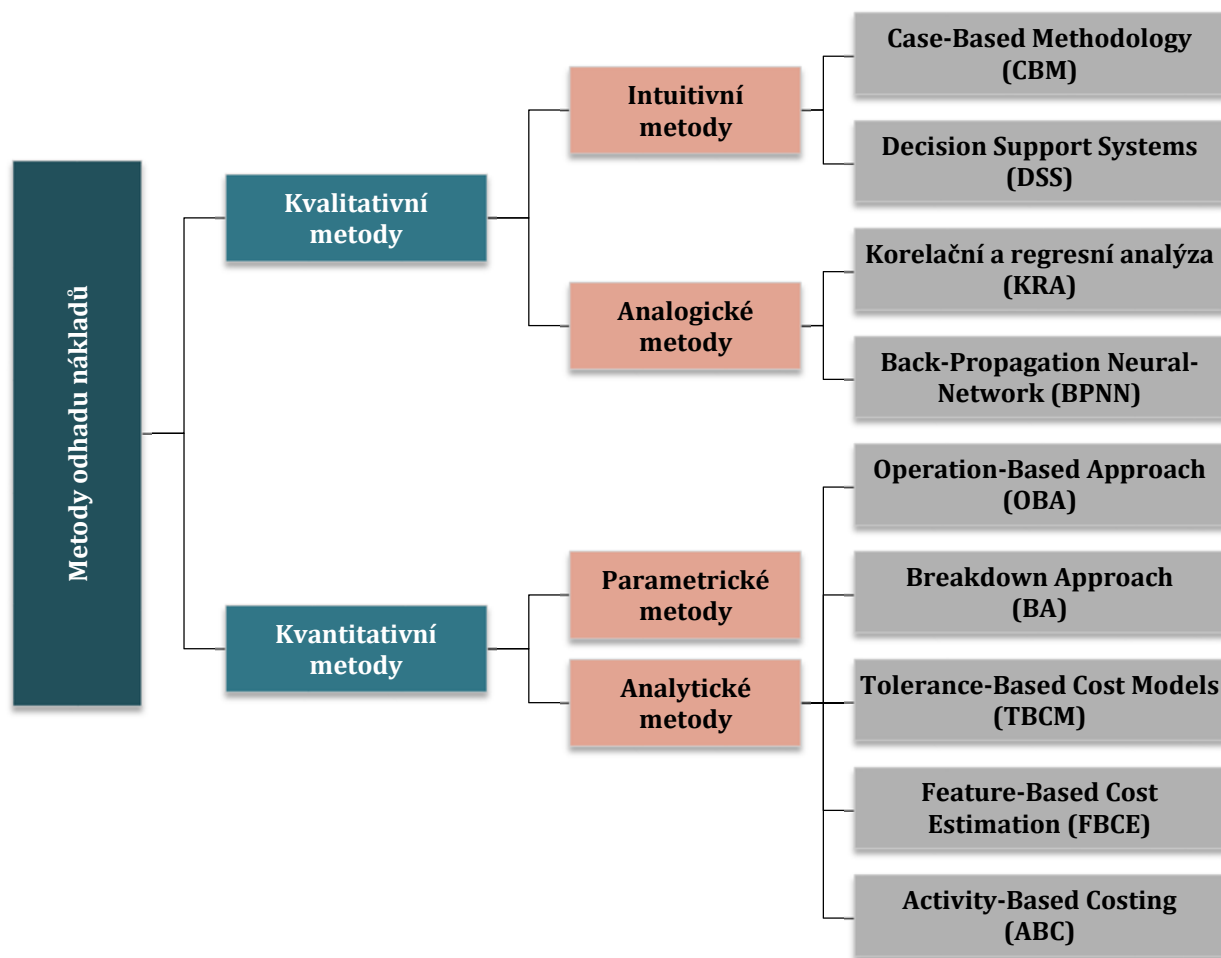 Metody odhadu nákladů
Kvalitativní
metody
Intuitivní
metody
Case-Based Methodology
(CBM)
Decision Support Systems
(DSS)
Analogické
metody
Korelační a regresní analýza
(KRA)
Back-Propagation Neural-
Network (BPNN)
Kvantitativní
metody
Parametrické
metody
Analytické
metody
Operation-Based Approach
(OBA)
Breakdown Approach
(BA)
Tolerance-Based Cost Models
(TBCM)
Feature-Based Cost
Estimation (FBCE)
Activity-Based Costing
(ABC)